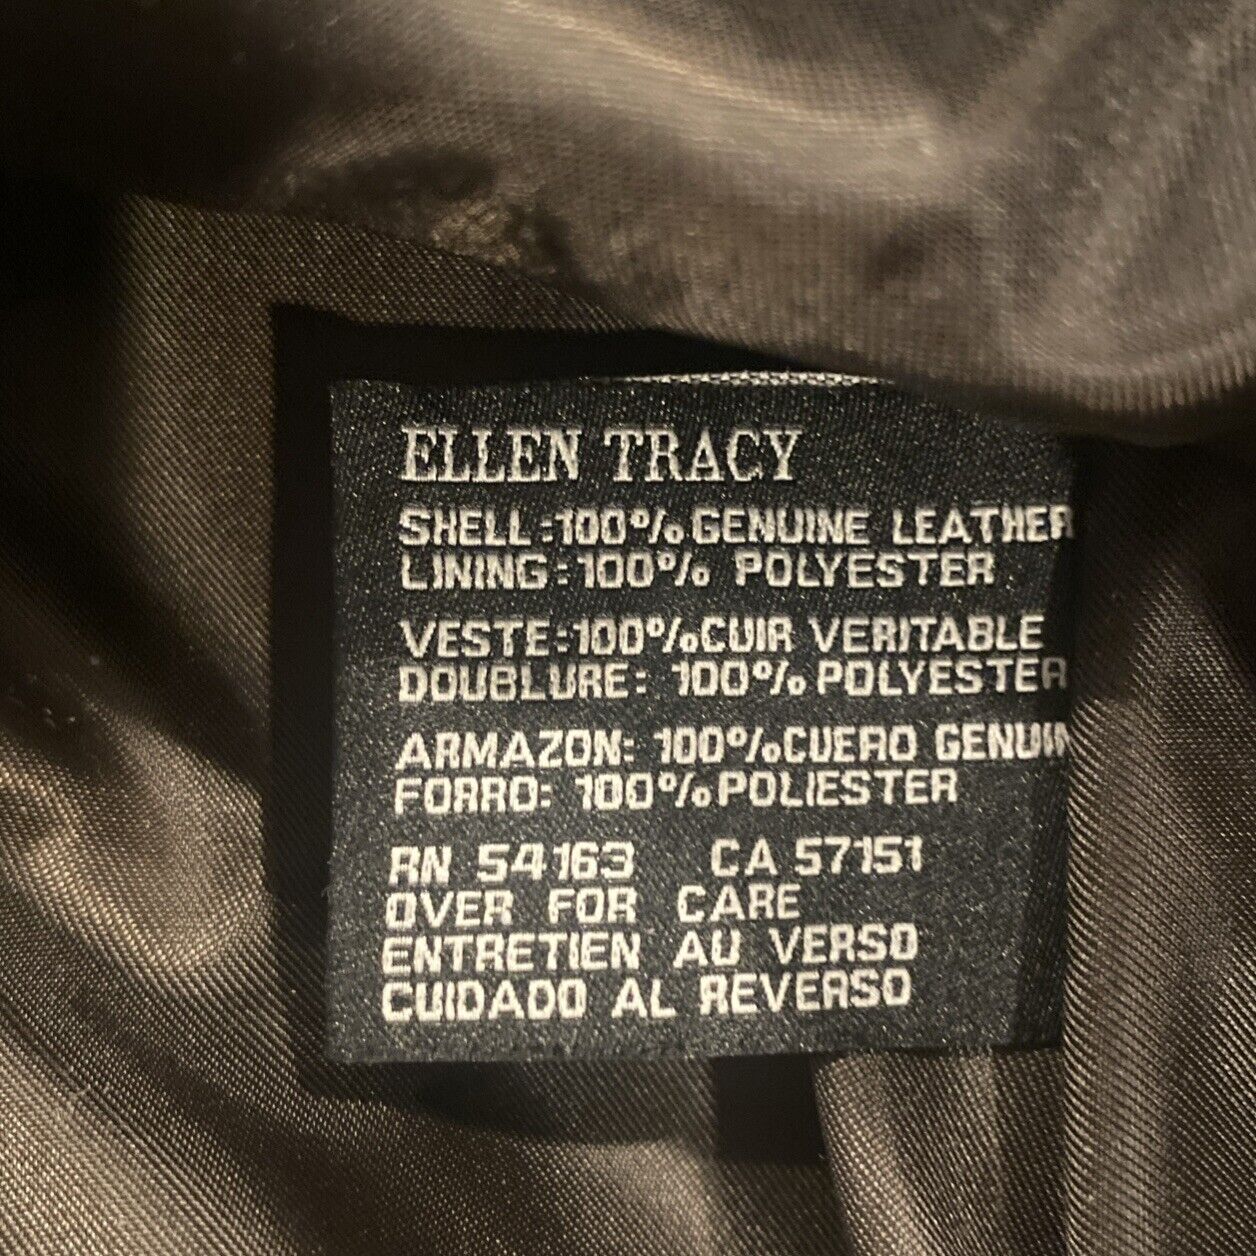 ELLEN TRACY
SHELL:100% GENUINE LEATHER
LINING:100% POLYESTER
VESTE:100% CUIR VERITABLE
DOUBLURE: 100% POLYESTER
ARMAZON: 100% CUERO GENUIN
FORRO: 100% POLIESTER
RN 54163 CA 57151
OVER FOR CARE
ENTRETIEN AU VERSO
CUIDADO AL REVERSO